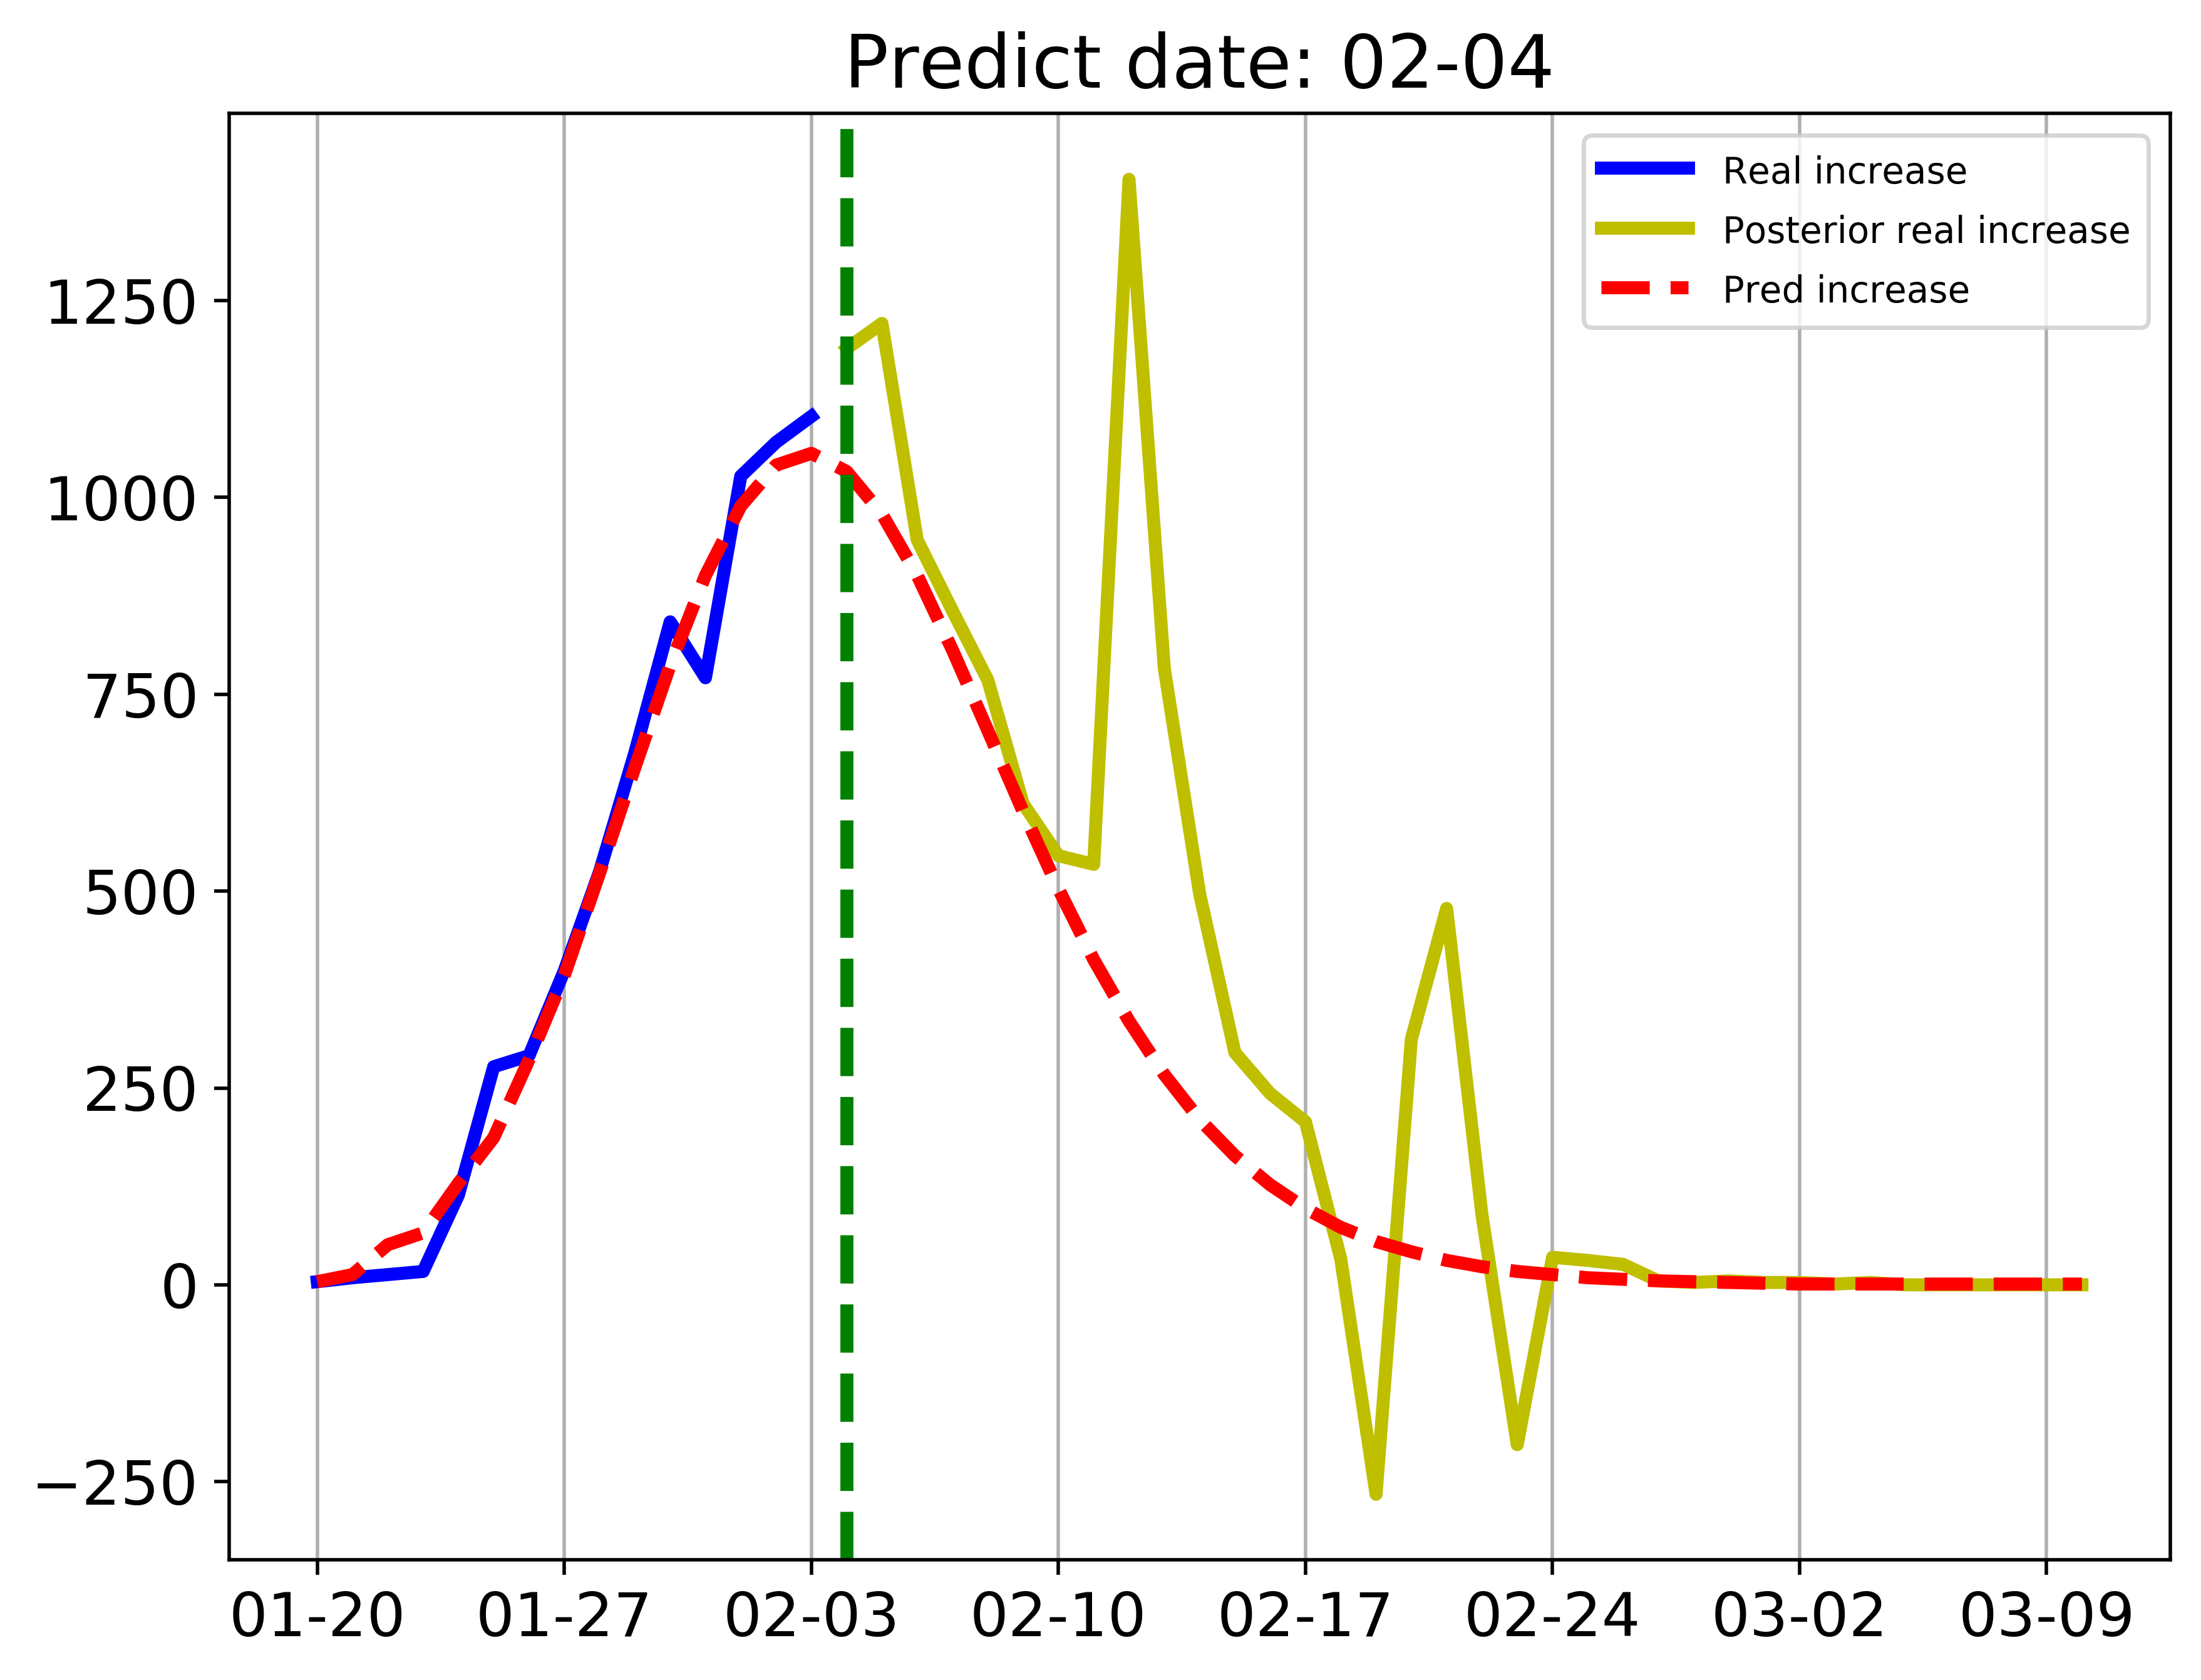 Predict date: 02-04
Real increase
Posterior real increase
Pred increase
1250
1000
750
500
250
0
−250
01-20 01-27 02-03 02-10 02-17 02-24 03-02 03-09